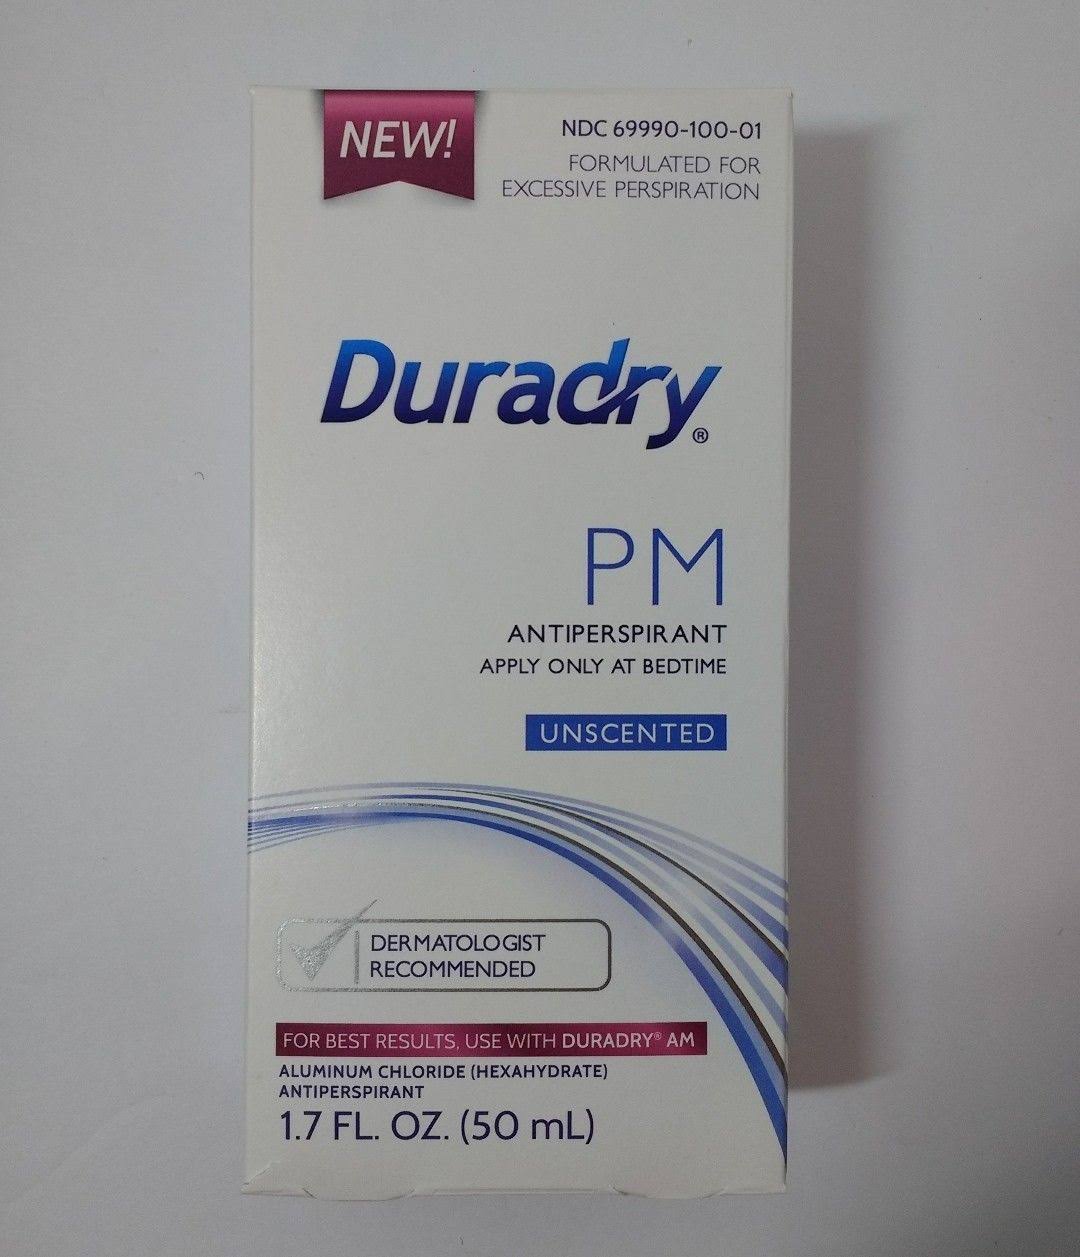 NEW!
NDC 69990-100-01
FORMULATED FOR
EXCESSIVE PERSPIRATION
Duradry®
PM
ANTIPERSPIRANT
APPLY ONLY AT BEDTIME
UNSCENTED
DERMATOLOGIST
RECOMMENDED
FOR BEST RESULTS, USE WITH DURADRY® AM
ALUMINUM CHLORIDE (HEXAHYDRATE)
ANTIPERSPIRANT
1.7 FL. OZ. (50 mL)